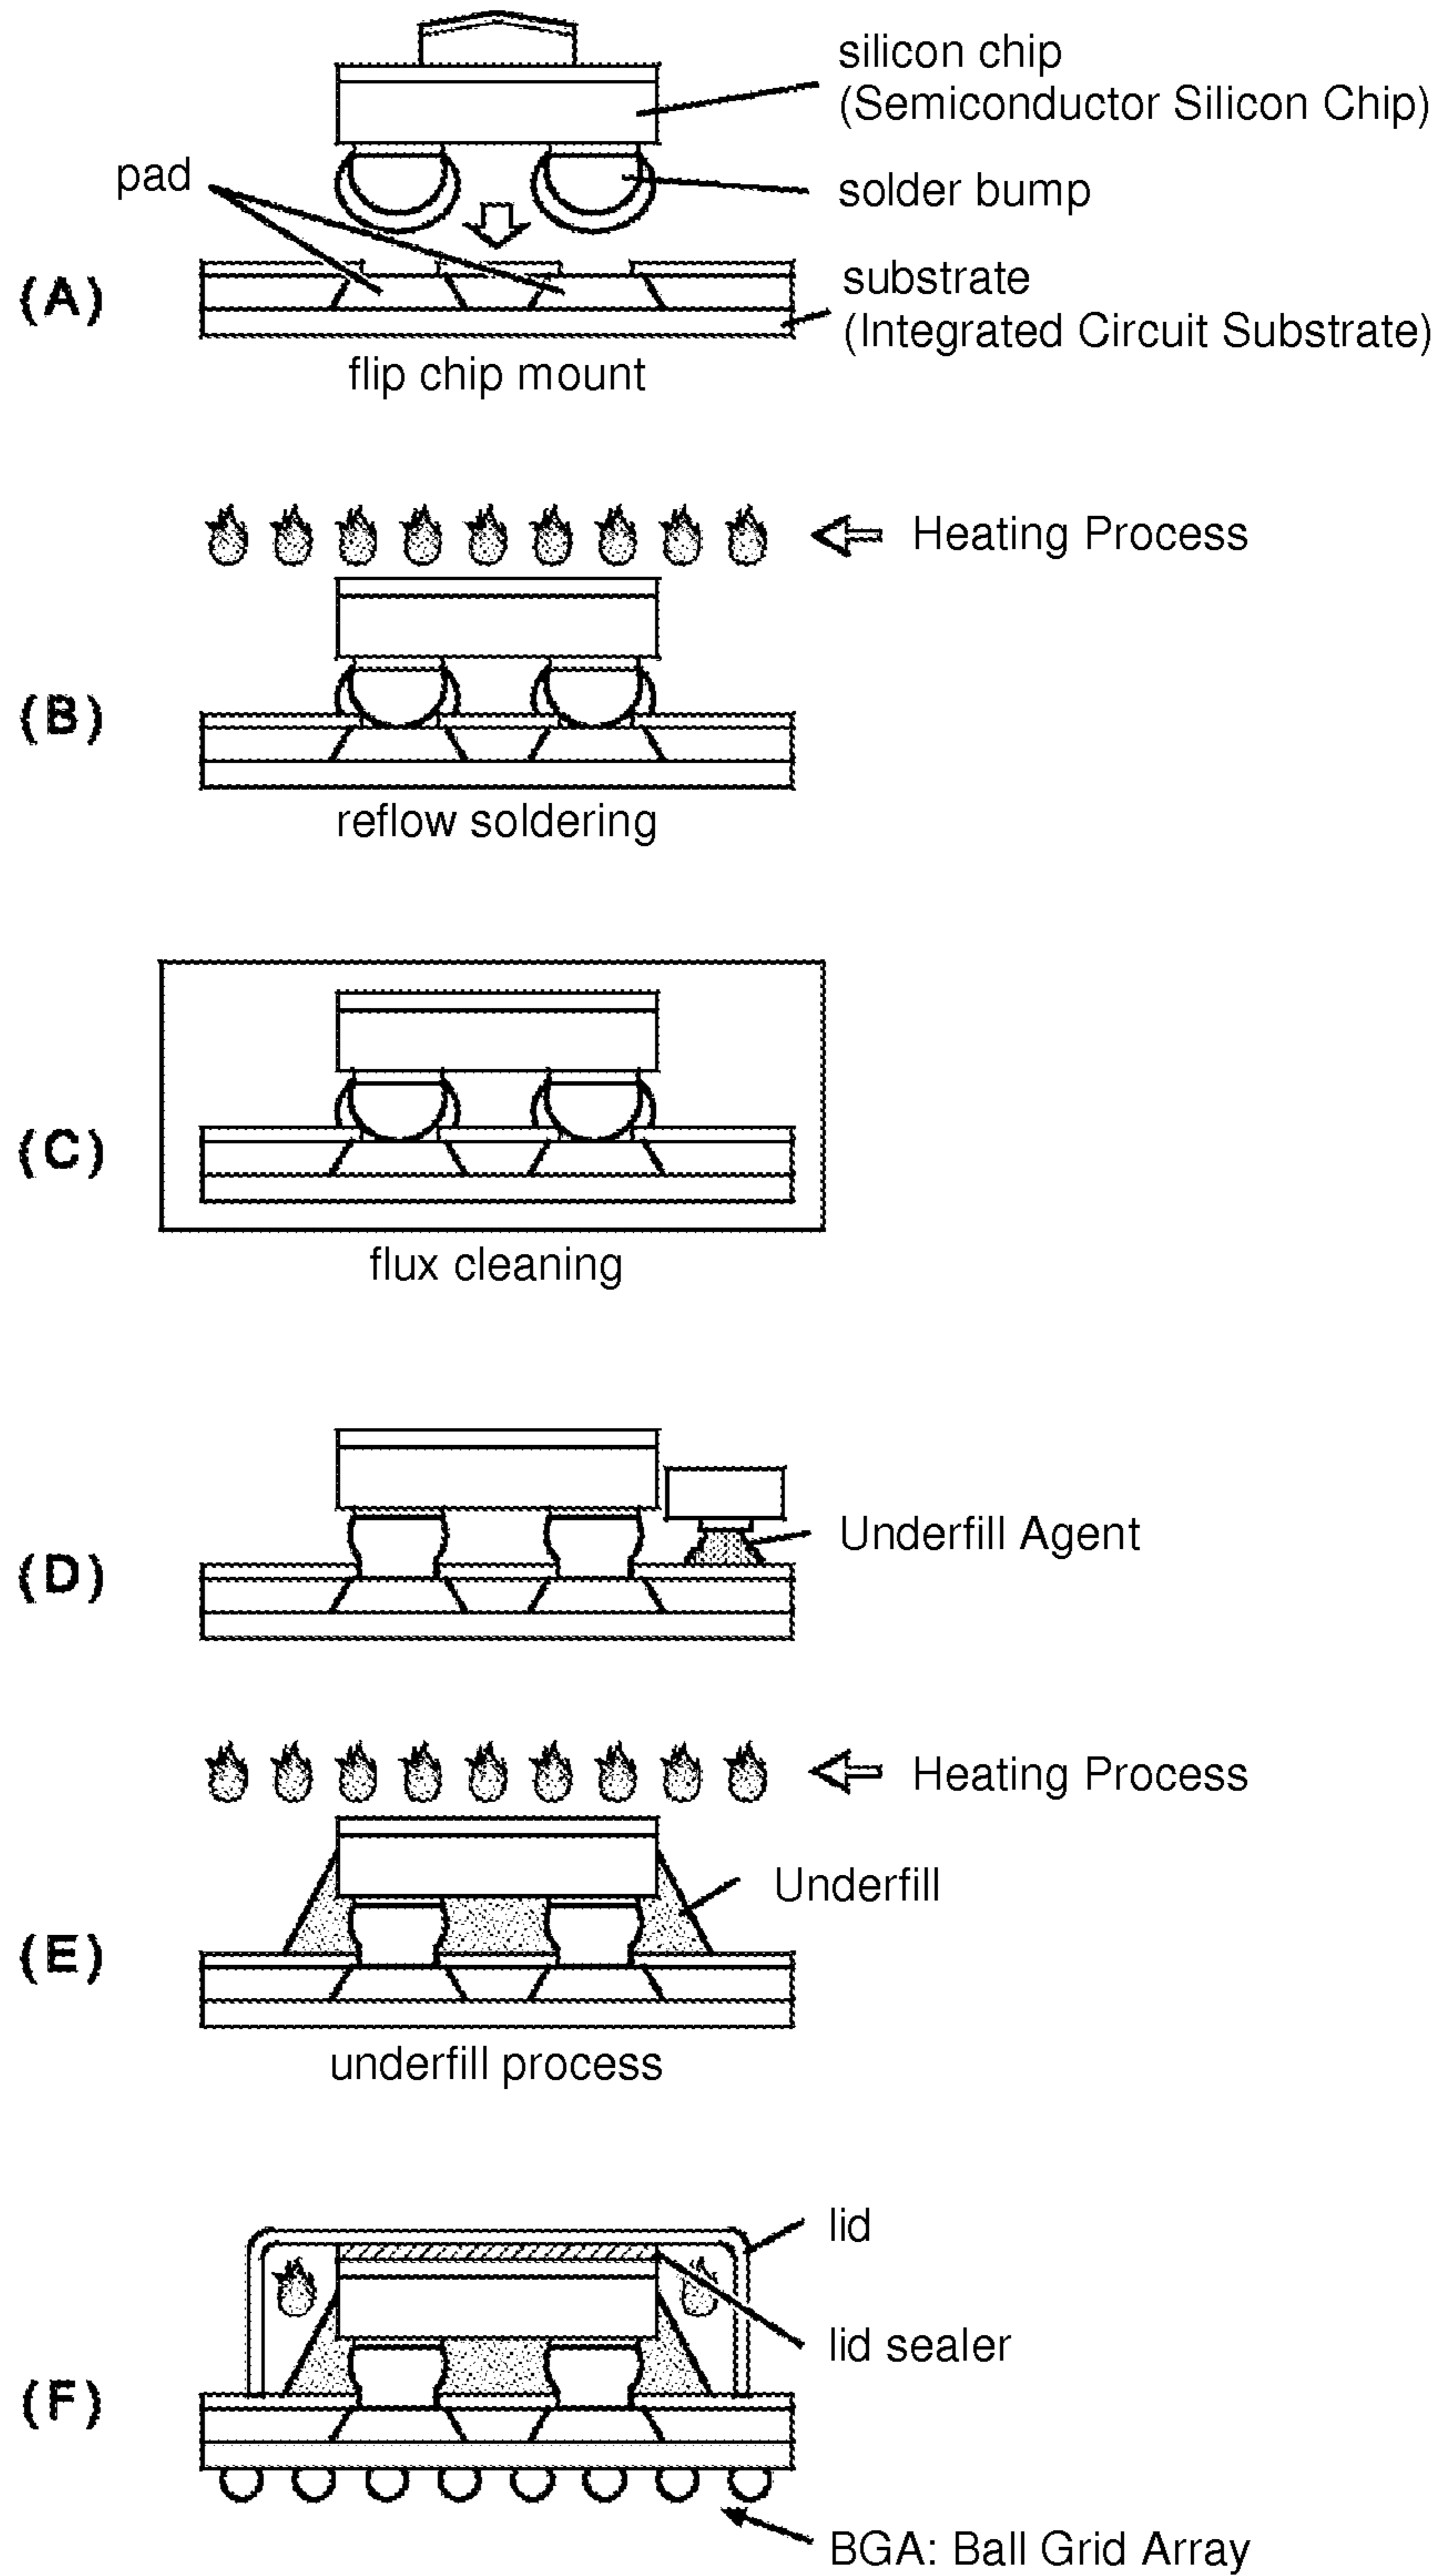 silicon chip
(Semiconductor Silicon Chip)
pad
solder bump
(A)
substrate
(Integrated Circuit Substrate)
flip chip mount
Heating Process
(B)
reflow soldering
(C)
flux cleaning
Underfill Agent
(D)
Heating Process
Underfill
(E)
underfill process
lid
lid sealer
(F)
BGA: Ball Grid Array